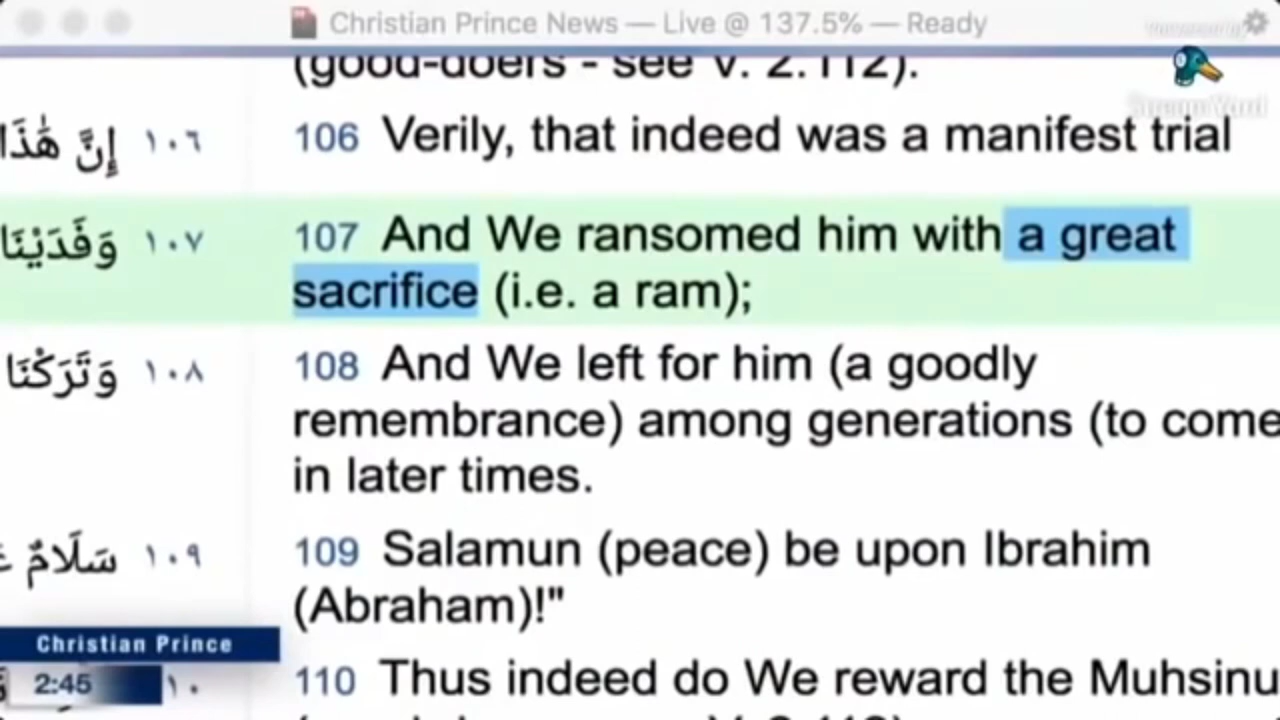 Christian Prince News — Live @ 137.5% — Ready
(good-doers - see V. 2:112).
إِنَّ هَٰذَا ١٠٦
106 Verily, that indeed was a manifest trial
وَفَدَيْنَا ١٠٧
107 And We ransomed him with a great
sacrifice (i.e. a ram);
وَتَرَكْنَا ١٠٨
108 And We left for him (a goodly
remembrance) among generations (to come
in later times.
سَلَامٌ ١٠٩
109 Salamun (peace) be upon Ibrahim
(Abraham)!"
Christian Prince
2:45
110 Thus indeed do We reward the Muhsinu